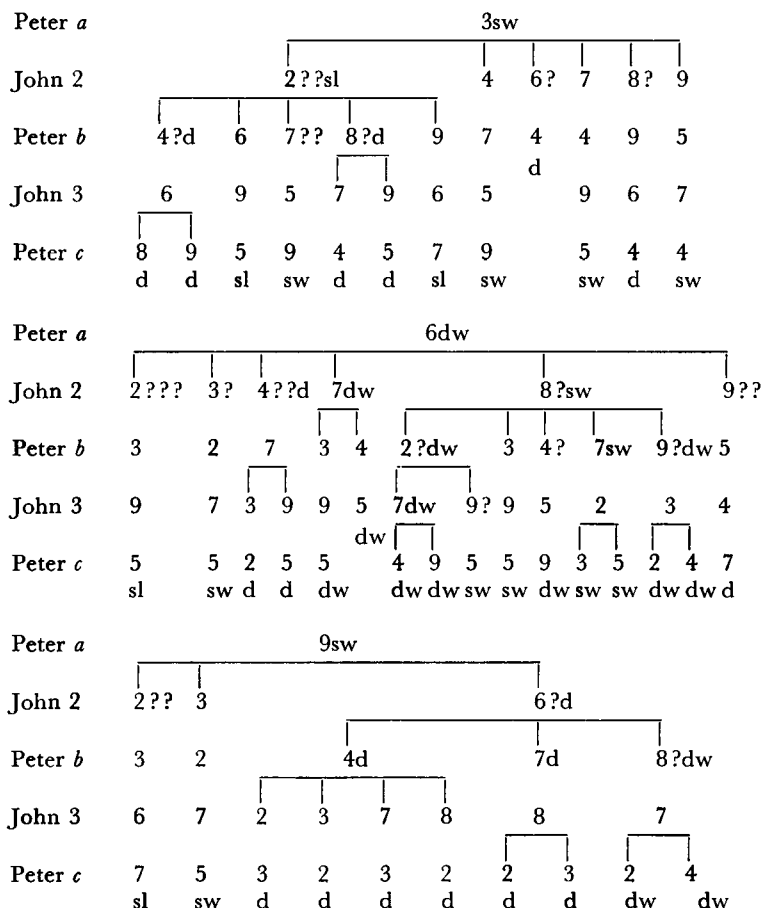 Peter a 3sw
John 2 2??sl 4 6? 7 8? 9
Peter b 4?d 6 7?? 8?d 9 7 4 4 9 5
d
John 3 6 9 5 7 9 6 5 9 6 7
Peter c 8 9 5 9 4 5 7 9 5 4 4
d d sl sw d d sl sw sw d sw
Peter a 6dw
John 2 2??? 3? 4??d 7dw 8?sw 9??
Peter b 3 2 7 3 4 2?dw 3 4? 7sw 9?dw 5
John 3 9 7 3 9 9 5 7dw 9? 9 5 2 3 4
dw
Peter c 5 5 2 5 5 4 9 5 5 9 3 5 2 4 7
sl sw d d dw dw dw sw sw dw sw sw dw dw d
Peter a 9sw
John 2 2?? 3 6?d
Peter b 3 2 4d 7d 8?dw
John 3 6 7 2 3 7 8 8 7
Peter c 7 5 3 2 3 2 2 3 2 4
sl sw d d d d d d dw dw